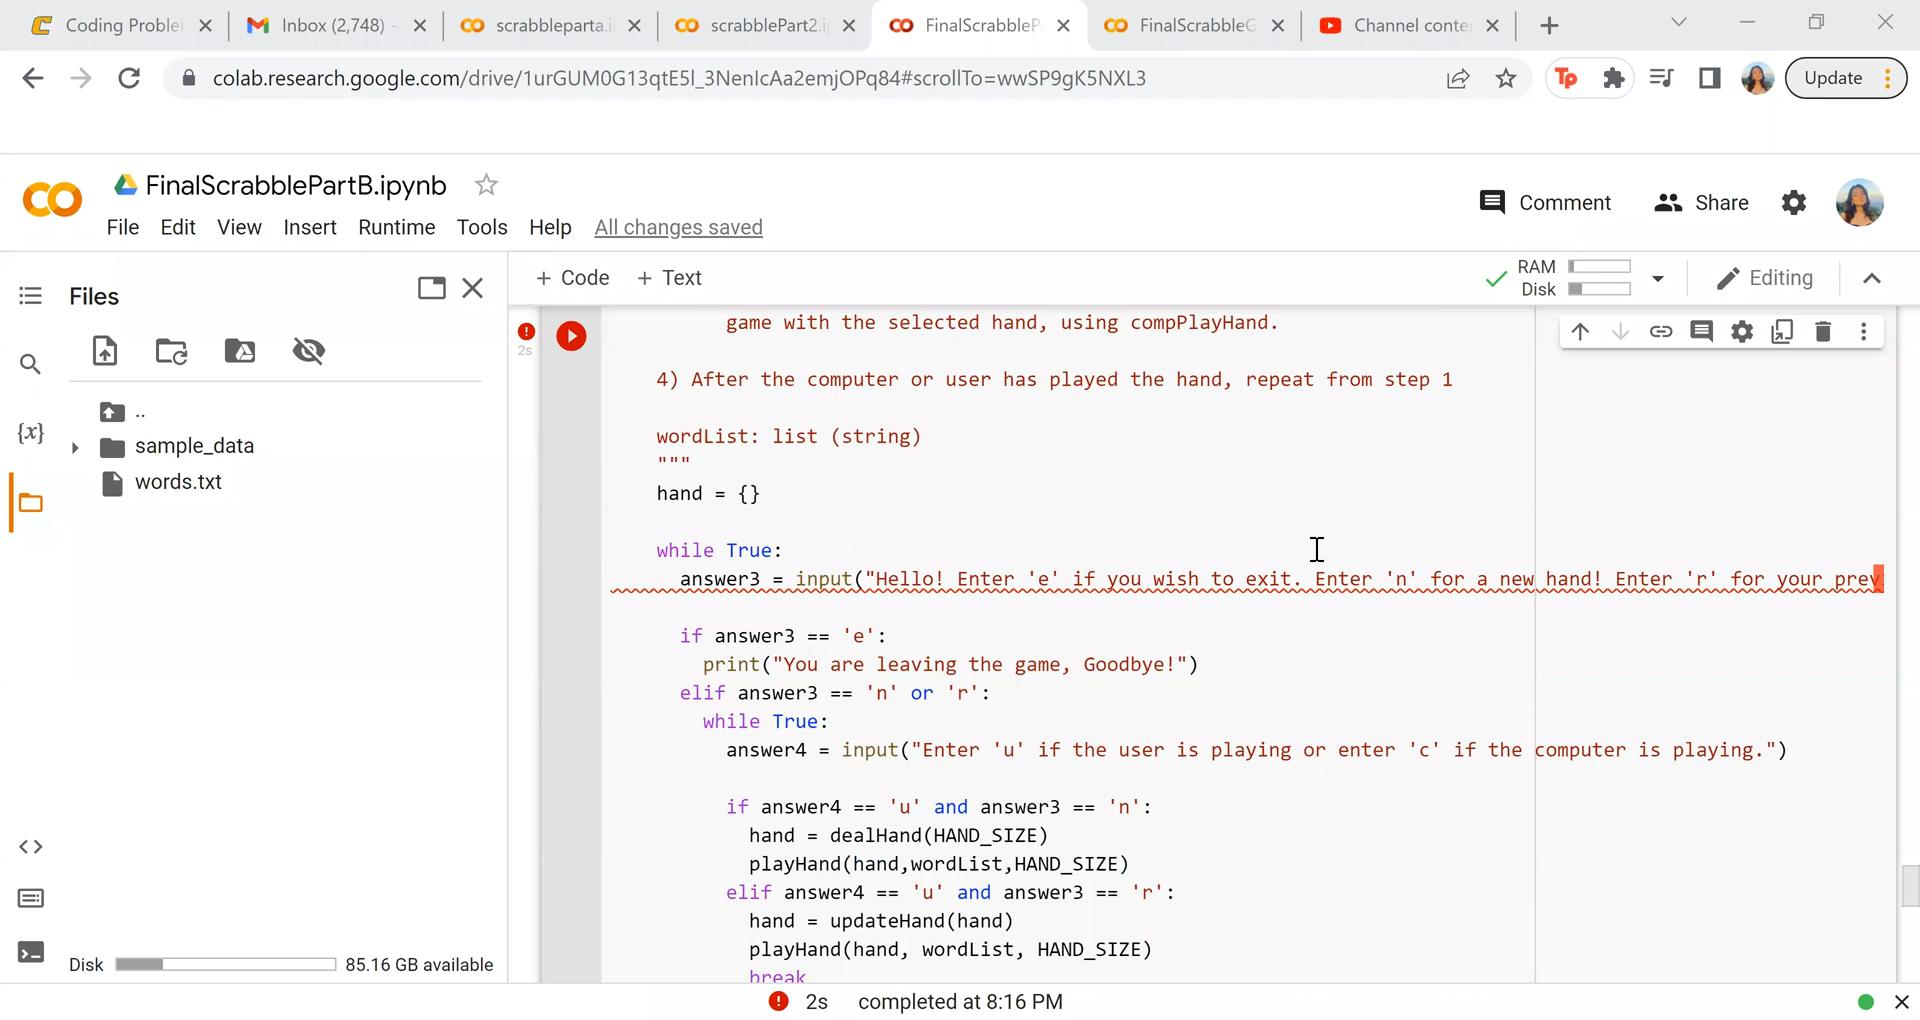 Coding Proble
Inbox (2,748) -
scrabbleparta.i
scrabblePart2.i
FinalScrabbleP
FinalScrabbleG
Channel conte
colab.research.google.com/drive/1urGUM0G13qtE5l_3NenIcAa2emjOPq84#scrollTo=wwSP9gK5NXL3
Tp
Update
FinalScrabblePartB.ipynb
Comment
Share
File Edit View Insert Runtime Tools Help All changes saved
Files
+ Code + Text
RAM
Disk
Editing
..
sample_data
words.txt
{x}
Disk
85.16 GB available
2s
game with the selected hand, using compPlayHand.
4) After the computer or user has played the hand, repeat from step 1
wordList: list (string)
"""
hand = {}
while True:
answer3 = input("Hello! Enter 'e' if you wish to exit. Enter 'n' for a new hand! Enter 'r' for your prev
if answer3 == 'e':
print("You are leaving the game, Goodbye!")
elif answer3 == 'n' or 'r':
while True:
answer4 = input("Enter 'u' if the user is playing or enter 'c' if the computer is playing.")
if answer4 == 'u' and answer3 == 'n':
hand = dealHand(HAND_SIZE)
playHand(hand,wordList,HAND_SIZE)
elif answer4 == 'u' and answer3 == 'r':
hand = updateHand(hand)
playHand(hand, wordList, HAND_SIZE)
break
2s completed at 8:16 PM